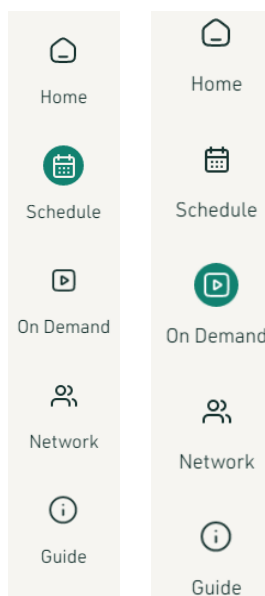 Home
Schedule
On Demand
Network
Guide
Home
Schedule
On Demand
Network
Guide